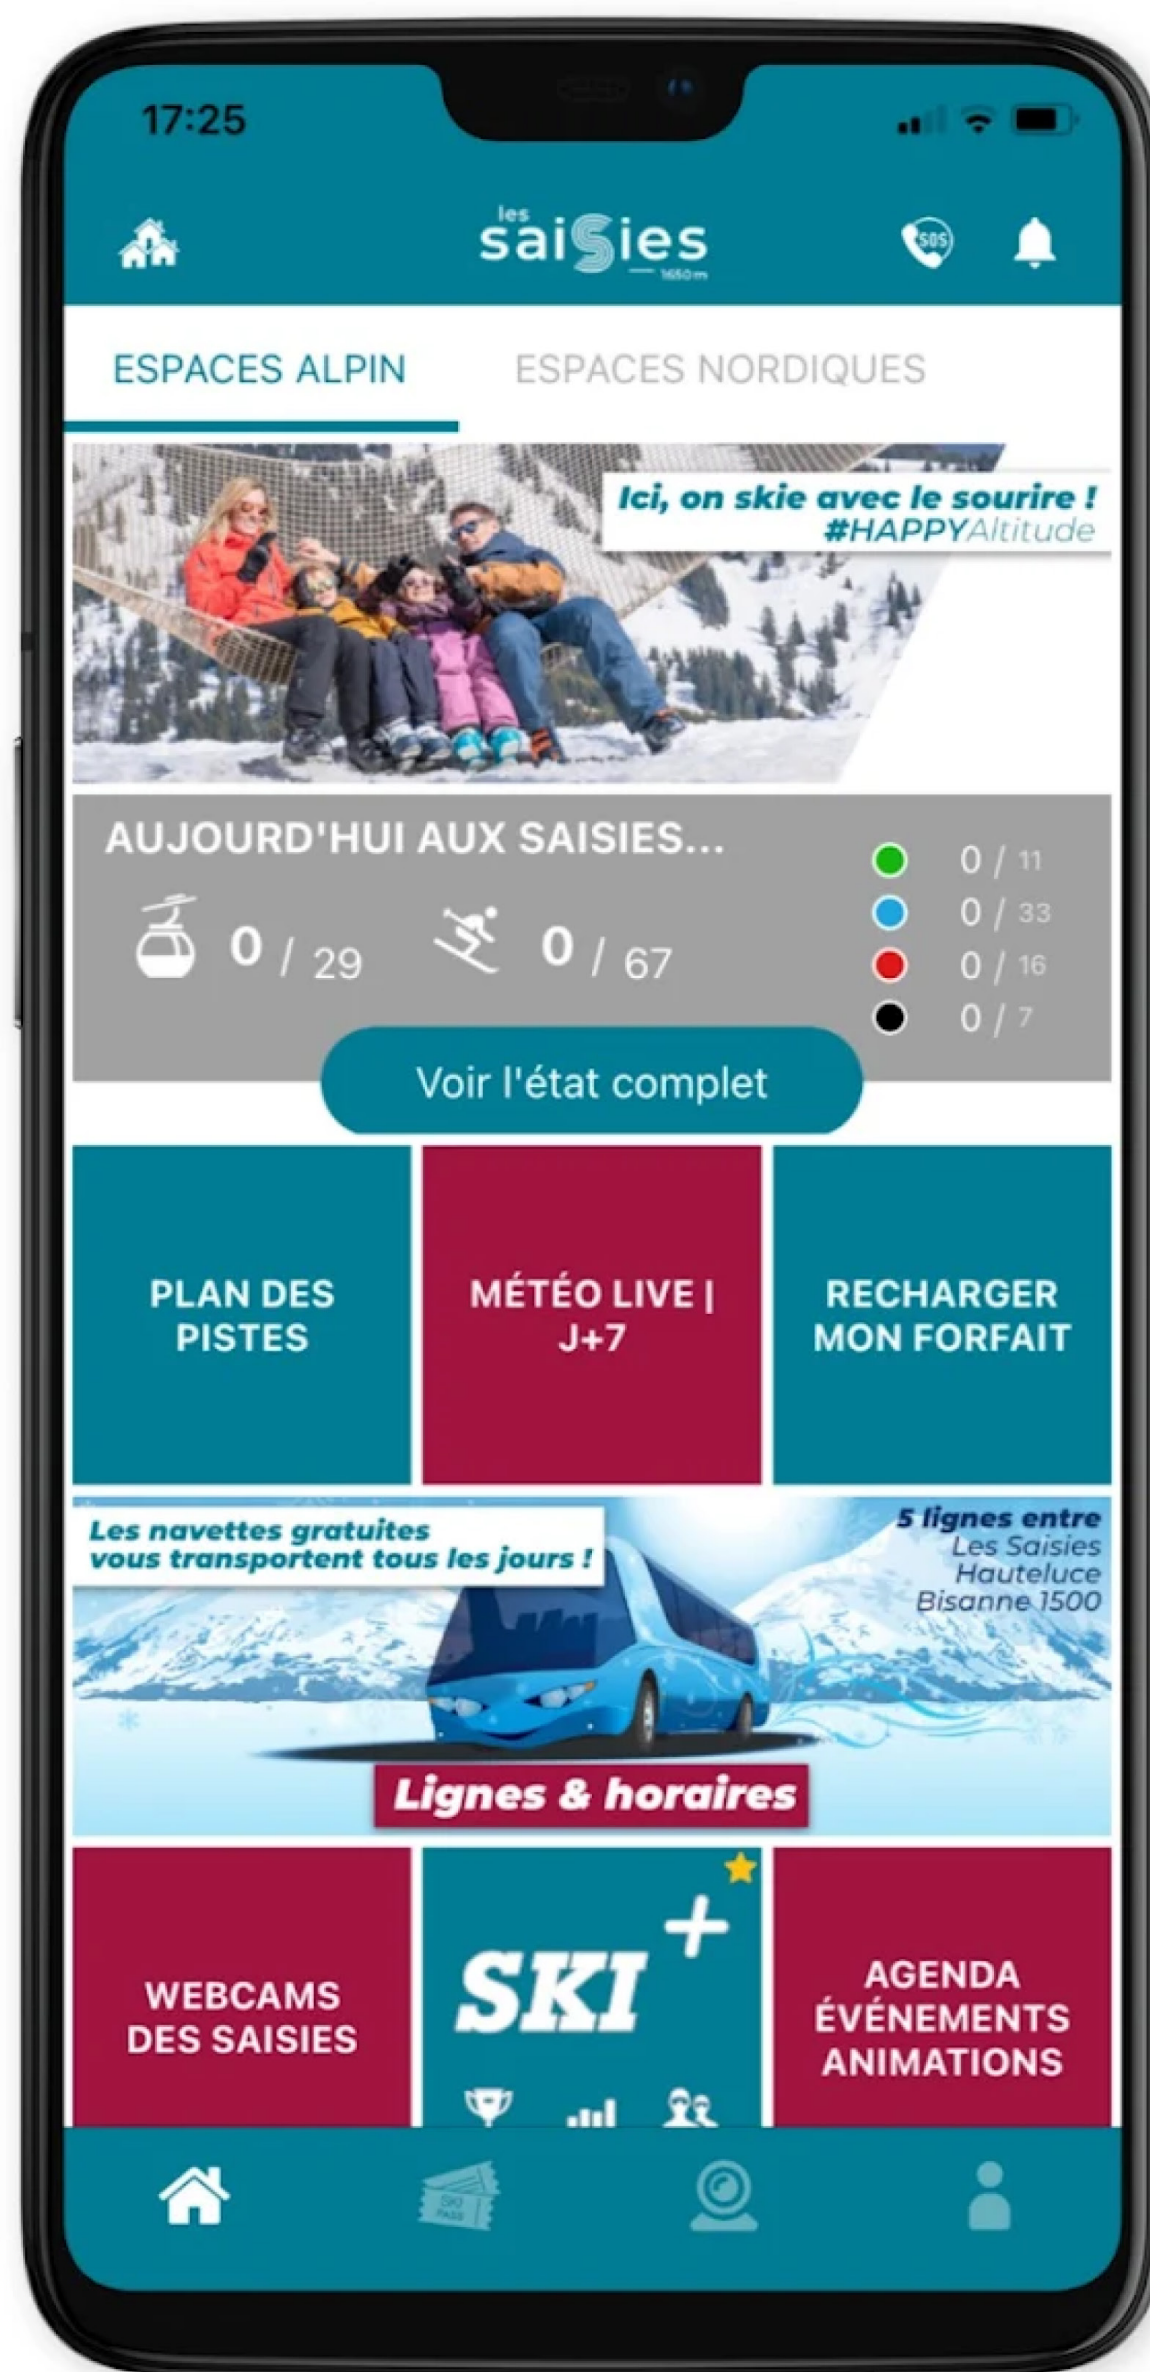 17:25
les
saiSies
1650m
SOS
ESPACES ALPIN
ESPACES NORDIQUES
Ici, on skie avec le sourire !
#HAPPYAltitude
AUJOURD'HUI AUX SAISIES...
0 / 29
0 / 67
0 / 11
0 / 33
0 / 16
0 / 7
Voir l'état complet
PLAN DES
PISTES
MÉTÉO LIVE |
J+7
RECHARGER
MON FORFAIT
Les navettes gratuites
vous transportent tous les jours !
5 lignes entre
Les Saisies
Hauteluce
Bisanne 1500
Lignes & horaires
WEBCAMS
DES SAISIES
SKI +
AGENDA
ÉVÉNEMENTS
ANIMATIONS
SKI
PASS